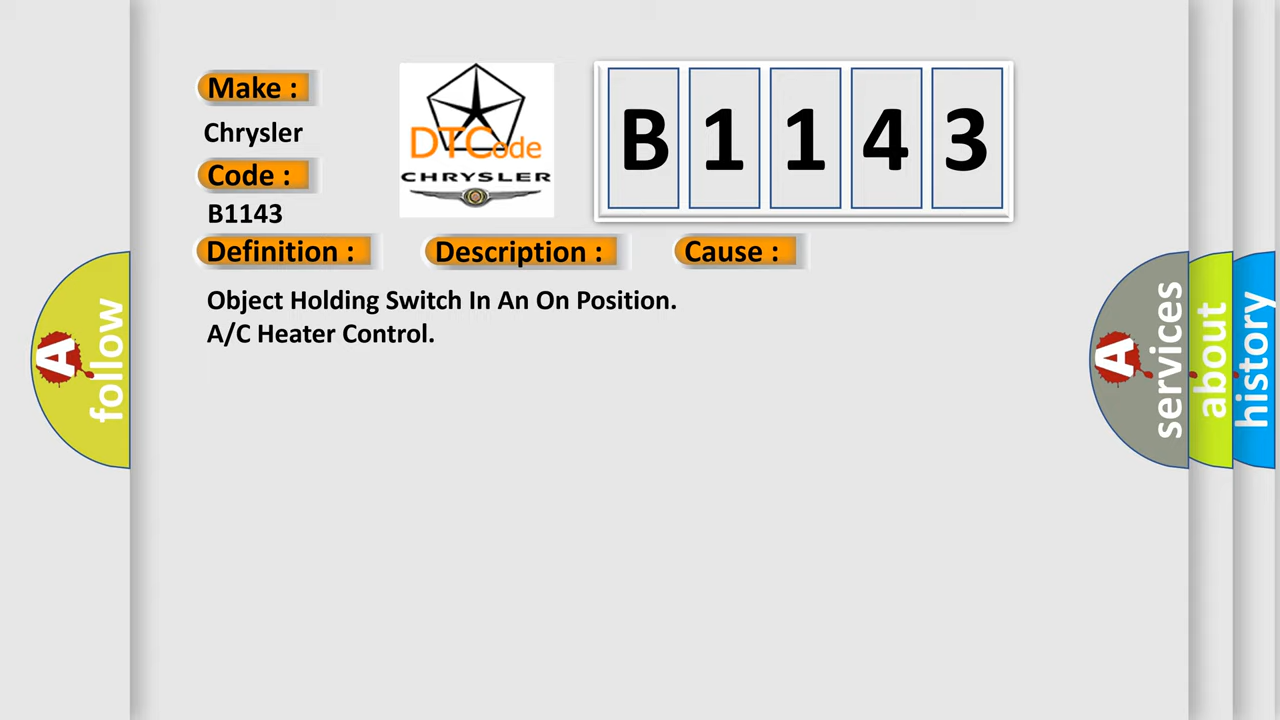 Make :
Chrysler
Code :
B1143
DTCode
CHRYSLER
B 1 1 4 3
Definition : Description : Cause :
Object Holding Switch In An On Position.
A/C Heater Control.
A follow
A services
about
history